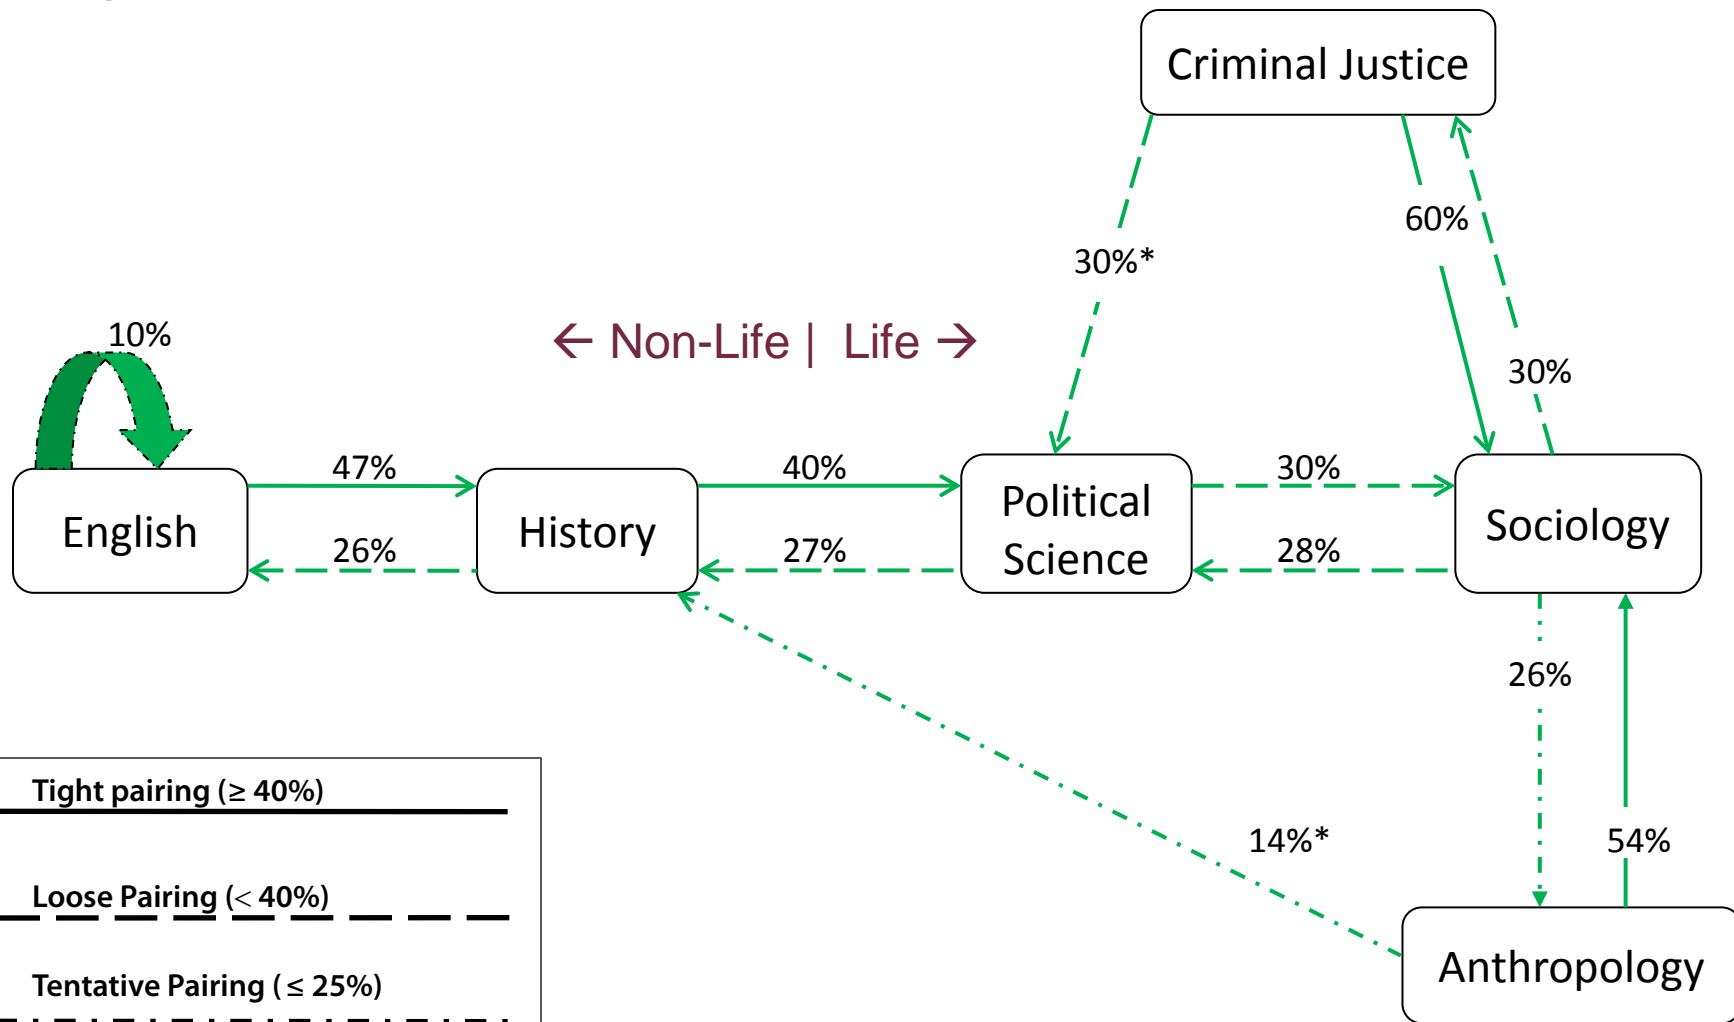 Criminal Justice
60%
30%*
10%
← Non-Life | Life →
30%
47%
40%
30%
English
History
Political
Science
Sociology
26%
27%
28%
26%
Tight pairing (≥ 40%)
14%*
54%
Loose Pairing (< 40%)
Anthropology
Tentative Pairing ( ≤ 25%)